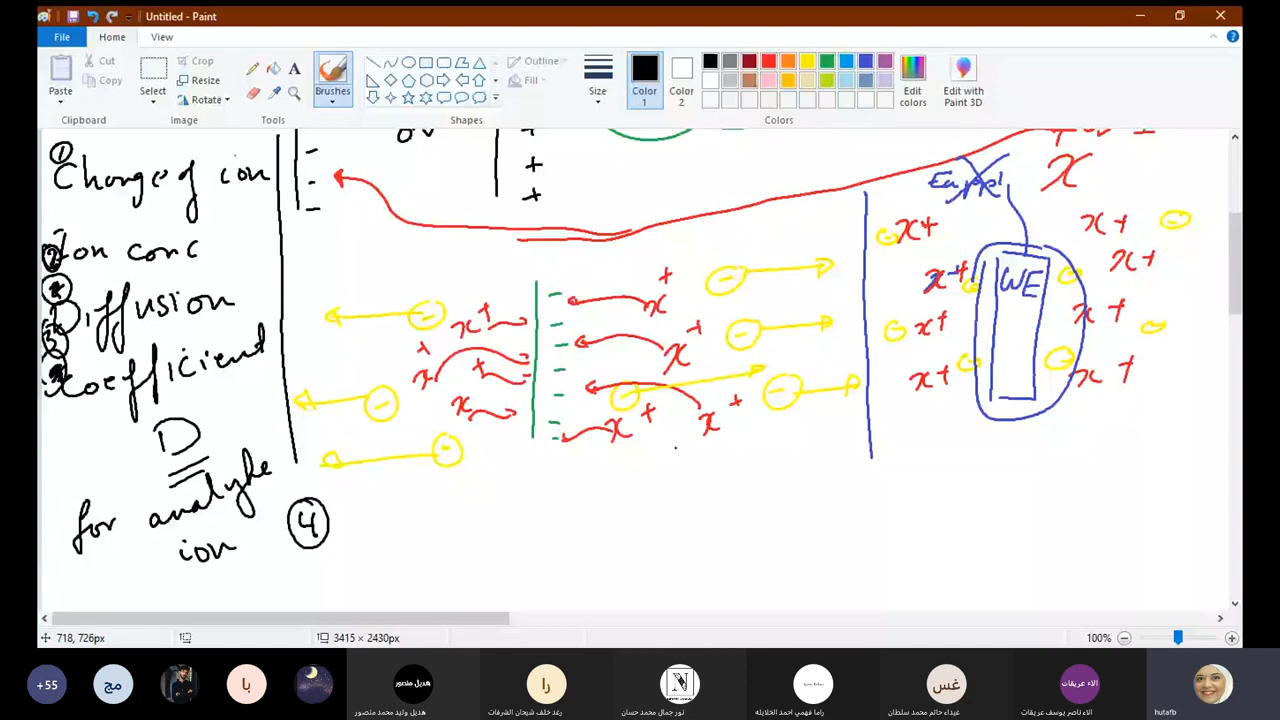 Untitled - Paint
File
Home
View
Paste
Cut
Copy
Clipboard
Select
Crop
Resize
Rotate
Image
Tools
Brushes
Shapes
Outline
Fill
Size
Color 1
Color 2
Edit colors
Edit with Paint 3D
Colors
① Charge of ion
② Ion conc
Diffusion
③
coefficient
D
for analyte
ion
④
0V
- - -
+ + +
X
x+ x+
x+ x+
x+ x+
x+ x+
WE
x+ x+
x+ x+
x+
x x+ x+
718, 726px
3415 × 2430px
100%
+55
مج
با
هديل منصور
هديل وليد محمد منصور
را
رغد خلف شيحان الشرفات
N
نور جمال محمد حسان
راما فهمي احمد الخلايله
غس
غيداء حاتم محمد سلطان
الاء عريقات
الاء ناصر يوسف عريقات
hutafb